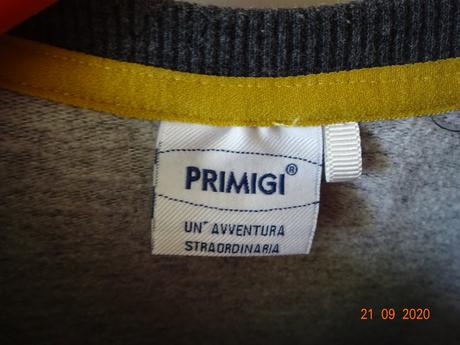 PRIMIGI®
UN' AVVENTURA
STRAORDINARIA
21 09 2020